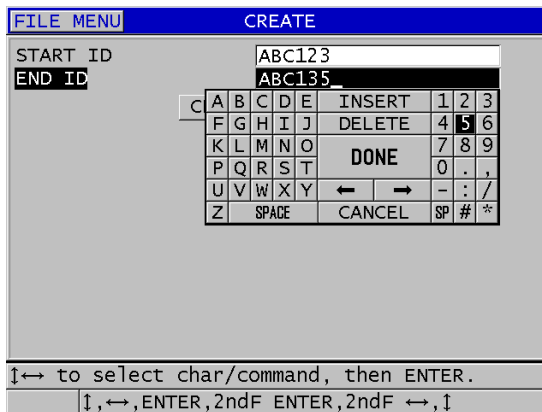 FILE MENU CREATE
START ID ABC123
END ID ABC135_
A B C D E INSERT 1 2 3
F G H I J DELETE 4 5 6
K L M N O DONE 7 8 9
P Q R S T 0 . ,
U V W X Y ← → - : /
Z SPACE CANCEL SP # *
↕↔ to select char/command, then ENTER.
↕,↔,ENTER,2ndF ENTER,2ndF ↔,↕